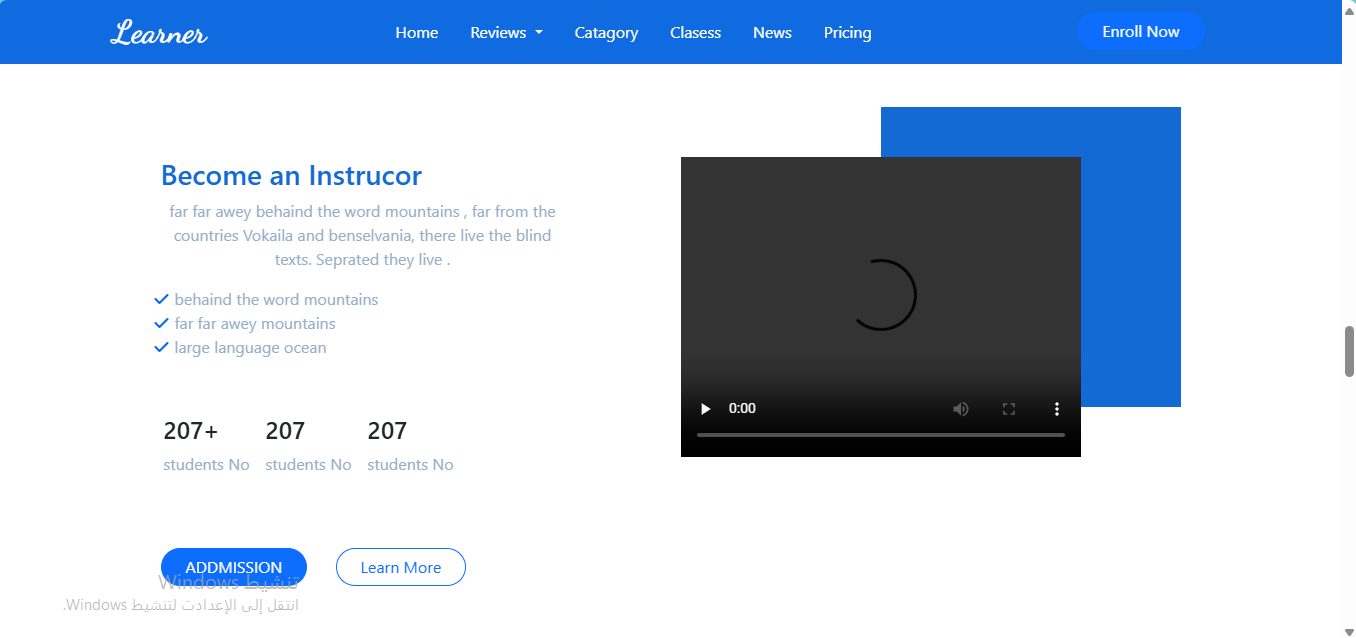 Learner
Home Reviews Catagory Clasess News Pricing
Enroll Now
Become an Instrucor
far far awey behaind the word mountains , far from the
countries Vokaila and benselvania, there live the blind
texts. Seprated they live .
behaind the word mountains
far far awey mountains
large language ocean
207+ 207 207
students No students No students No
0:00
ADDMISSION Learn More
تنشيط Windows
انتقل إلى الإعدادت لتنشيط Windows.